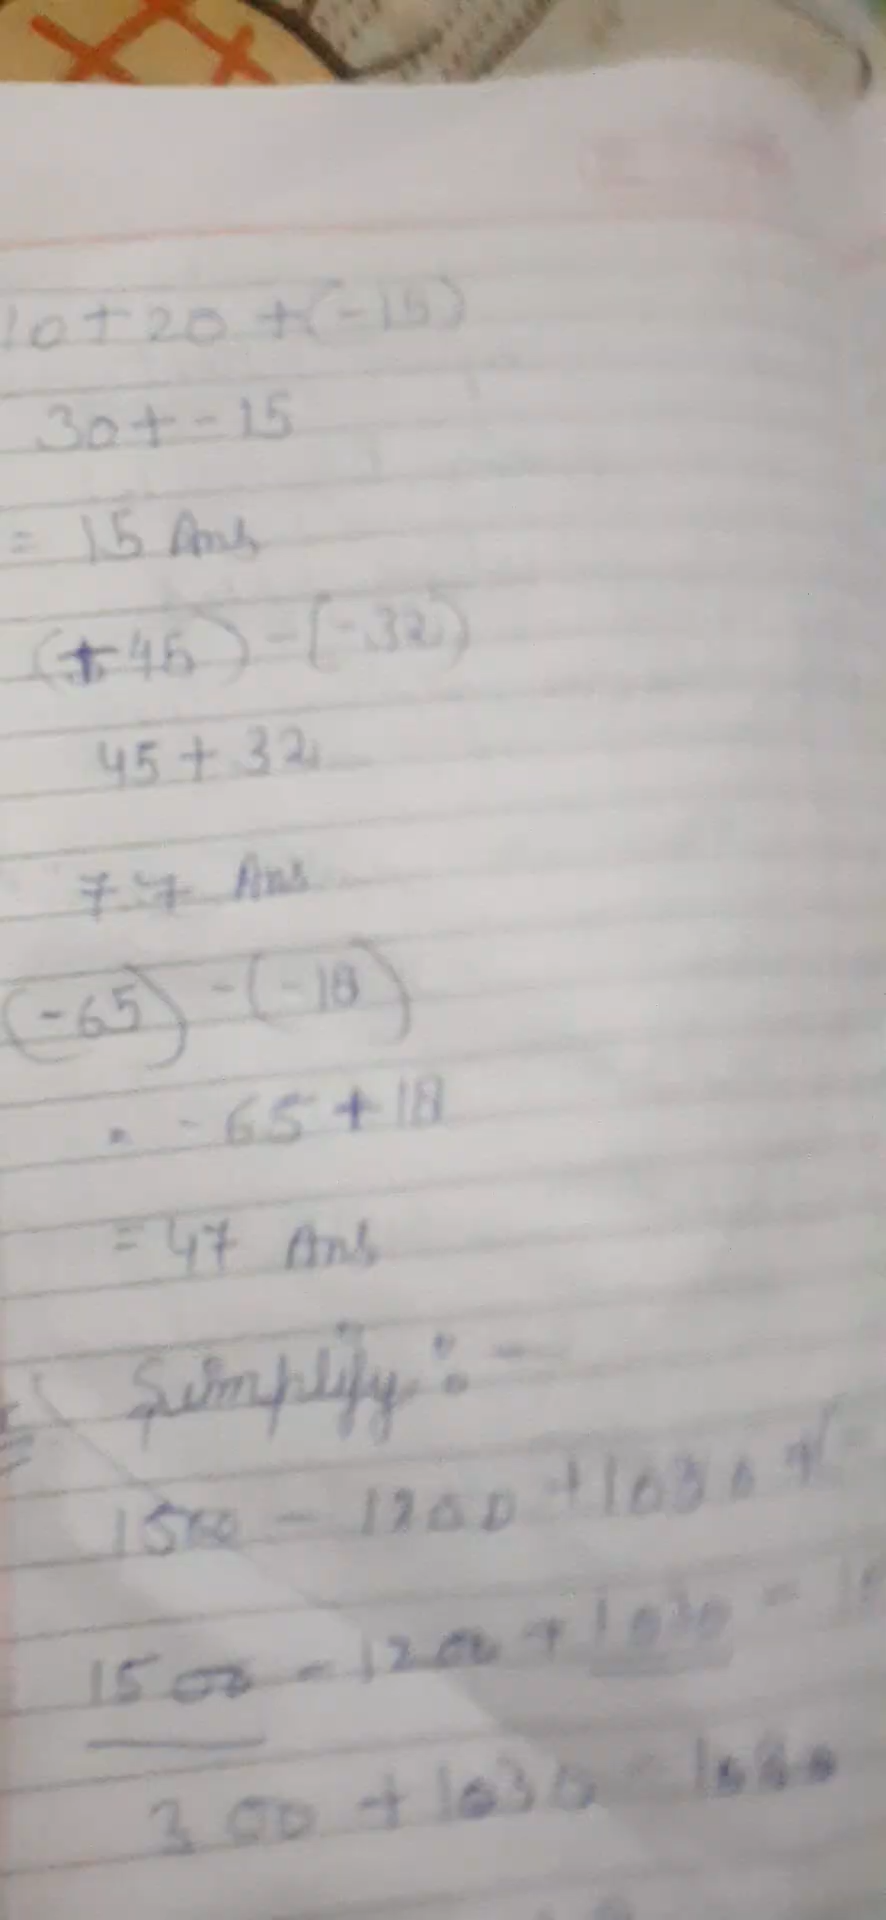 10+20+(-15)
30+-15
= 15 Ans
(+45)-(-32)
45+32
77 Ans
(-65)-(-18)
= -65+18
= 47 Ans
Simplify:-
1500 - 1200 +1030 +(-
1500 - 1200 + 1030 - 10
300 + 1030 -